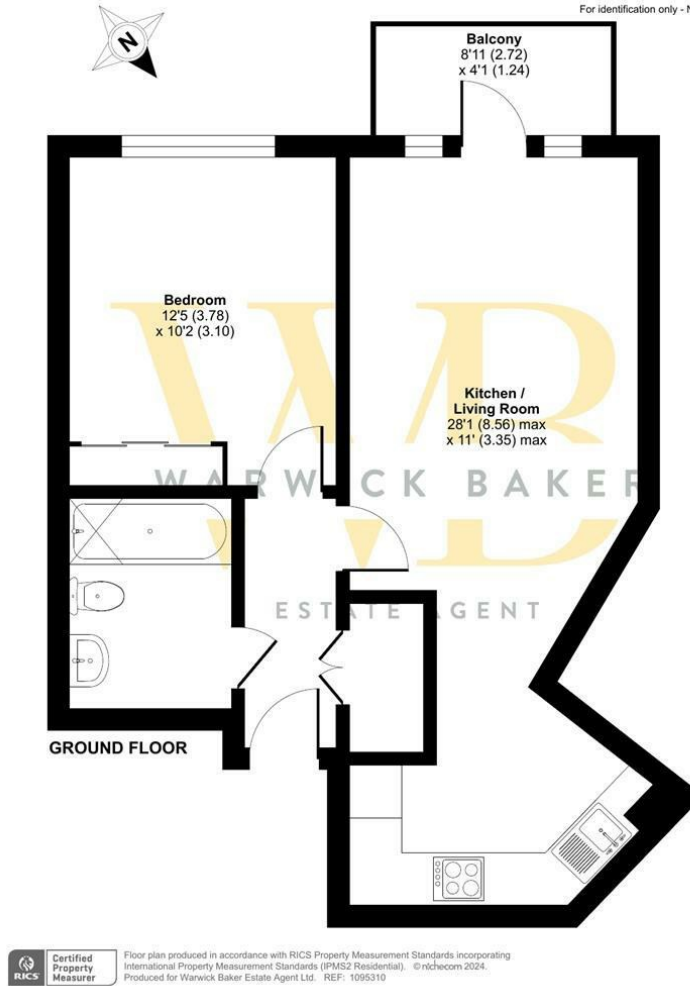 For identification only - N
N
Balcony
8'11 (2.72)
x 4'1 (1.24)
Bedroom
12'5 (3.78)
x 10'2 (3.10)
Kitchen /
Living Room
28'1 (8.56) max
x 11' (3.35) max
WB
WARWICK BAKER
ESTATE AGENT
GROUND FLOOR
RICS
Certified
Property
Measurer
Floor plan produced in accordance with RICS Property Measurement Standards incorporating
International Property Measurement Standards (IPMS2 Residential). © nichecom 2024.
Produced for Warwick Baker Estate Agent Ltd. REF: 1095310